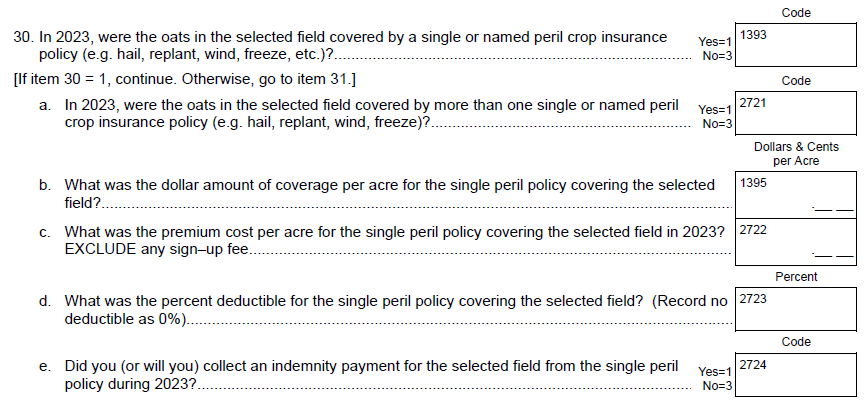 Code
30. In 2023, were the oats in the selected field covered by a single or named peril crop insurance Yes=1 1393
policy (e.g. hail, replant, wind, freeze, etc.)?.......... No=3
[If item 30 = 1, continue. Otherwise, go to item 31.] Code
a. In 2023, were the oats in the selected field covered by more than one single or named peril Yes=1 2721
crop insurance policy (e.g. hail, replant, wind, freeze)?.......... No=3
Dollars & Cents
per Acre
b. What was the dollar amount of coverage per acre for the single peril policy covering the selected 1395
field?.......... .__ __
c. What was the premium cost per acre for the single peril policy covering the selected field in 2023? 2722
EXCLUDE any sign–up fee.......... .__ __
Percent
d. What was the percent deductible for the single peril policy covering the selected field? (Record no 2723
deductible as 0%)..........
Code
e. Did you (or will you) collect an indemnity payment for the selected field from the single peril Yes=1 2724
policy during 2023?.......... No=3